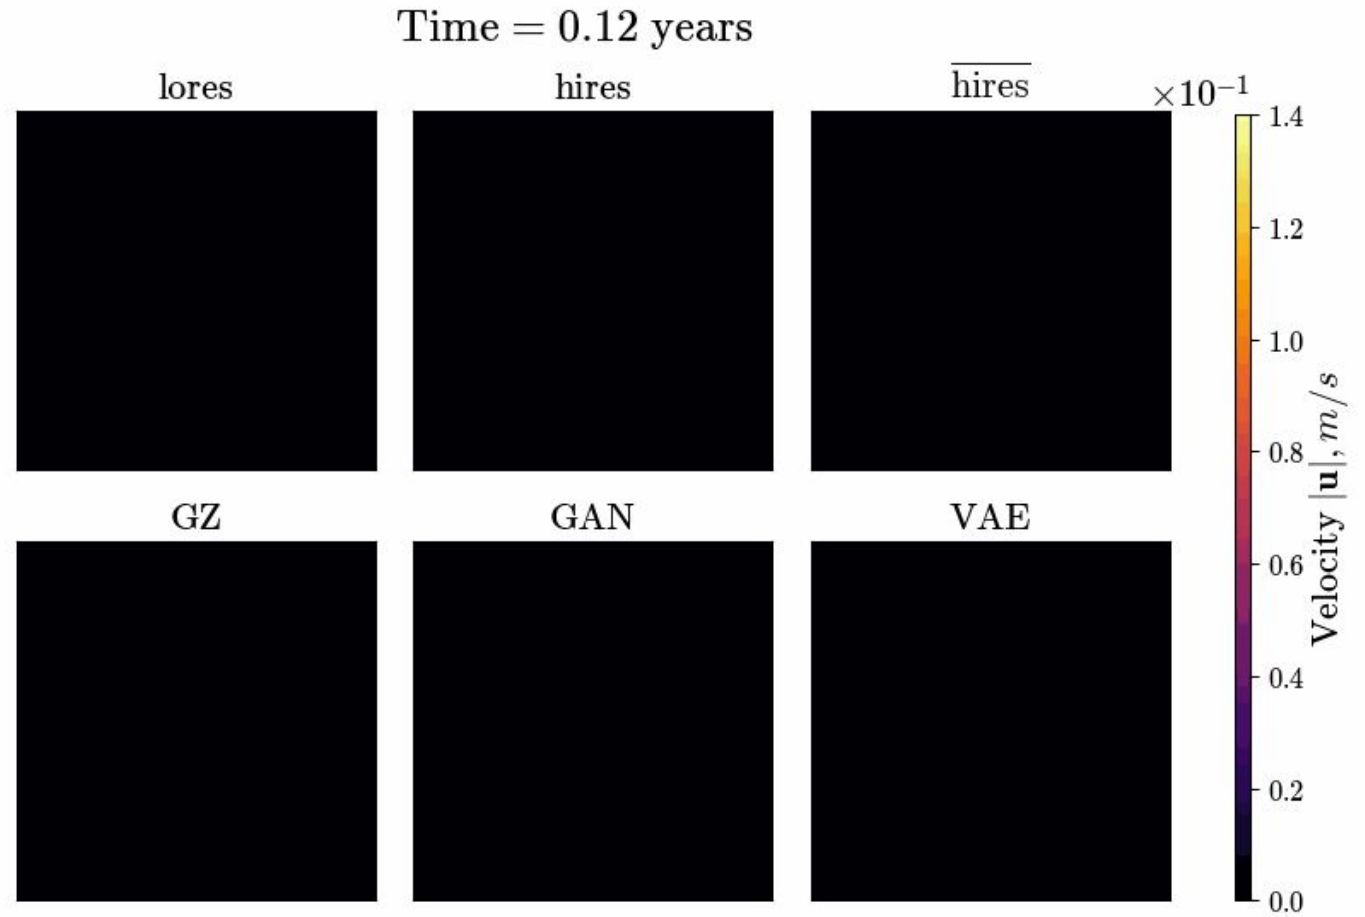 Time = 0.12 years
lores
hires
hires
×10⁻¹
1.4
1.2
1.0
0.8
0.6
0.4
0.2
0.0
Velocity |u|, m/s
GZ
GAN
VAE